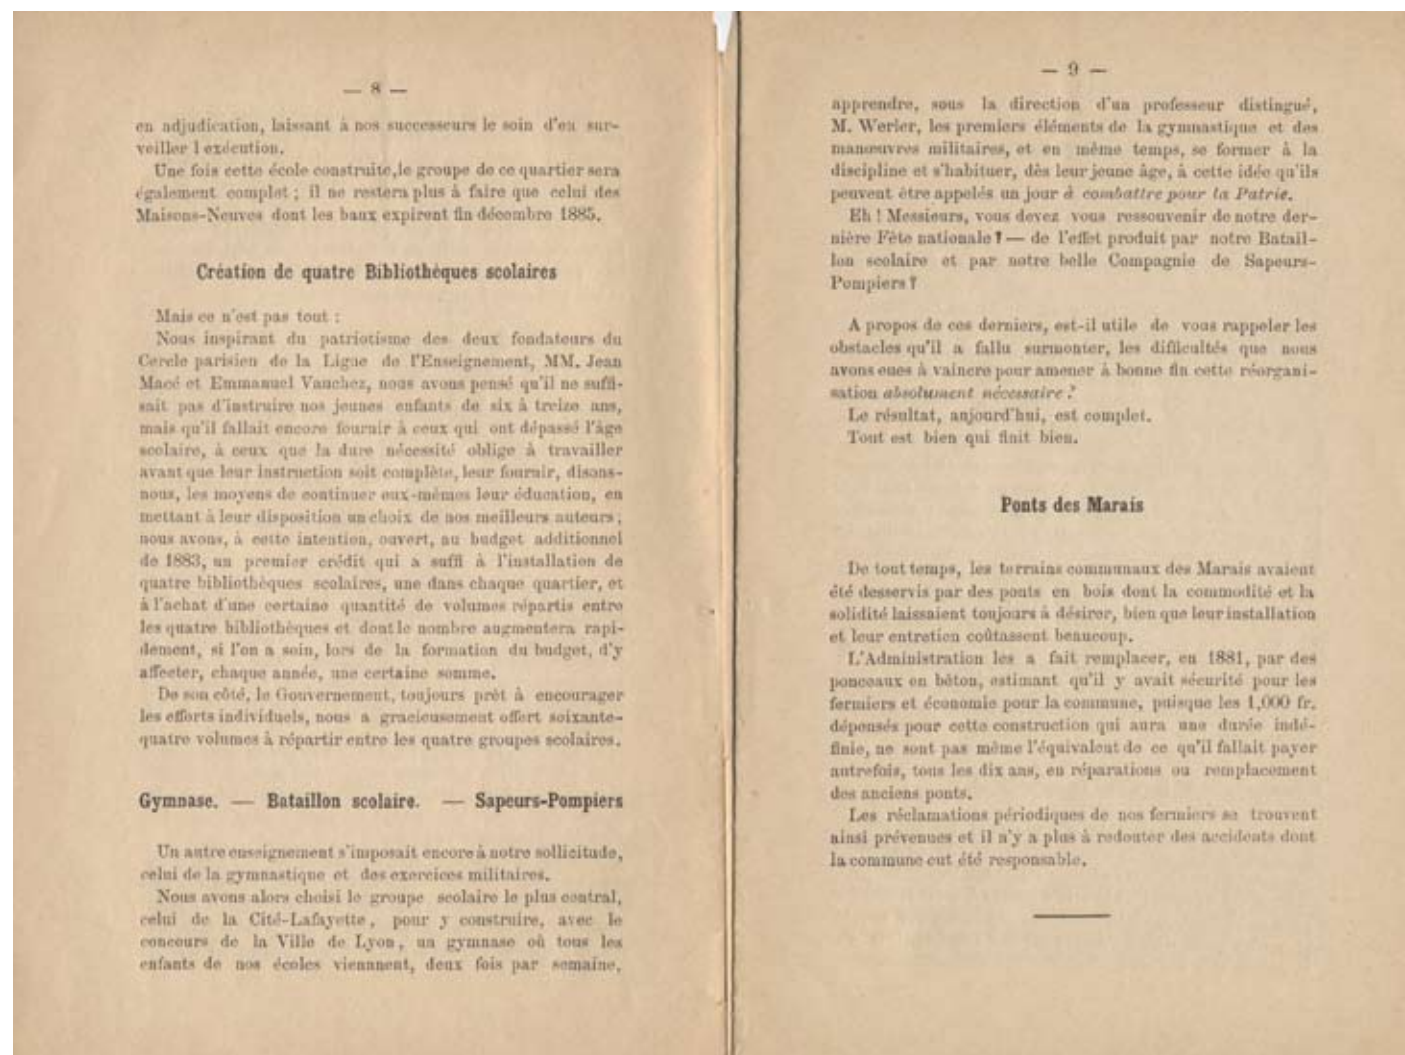 — 8 —
en adjudication, laissant à nos successeurs le soin d'en sur-
veiller l exécution.
Une fois cette école construite, le groupe de ce quartier sera
également complet ; il ne restera plus à faire que celui des
Maisons-Neuves dont les baux expirent fin décembre 1885.
Création de quatre Bibliothèques scolaires
Mais ce n'est pas tout :
Nous inspirant du patriotisme des deux fondateurs du
Cercle parisien de la Ligue de l'Enseignement, MM. Jean
Macé et Emmanuel Vauchez, nous avons pensé qu'il ne suffi-
sait pas d'instruire nos jeunes enfants de six à treize ans,
mais qu'il fallait encore fournir à ceux qui ont dépassé l'âge
scolaire, à ceux que la dure nécessité oblige à travailler
avant que leur instruction soit complète, leur fournir, disons-
nous, les moyens de continuer eux-mêmes leur éducation, en
mettant à leur disposition un choix de nos meilleurs auteurs ;
nous avons, à cette intention, ouvert, au budget additionnel
de 1883, un premier crédit qui a suffi à l'installation de
quatre bibliothèques scolaires, une dans chaque quartier, et
à l'achat d'une certaine quantité de volumes répartis entre
les quatre bibliothèques et dont le nombre augmentera rapi-
dement, si l'on a soin, lors de la formation du budget, d'y
affecter, chaque année, une certaine somme.
De son côté, le Gouvernement, toujours prêt à encourager
les efforts individuels, nous a gracieusement offert soixante-
quatre volumes à répartir entre les quatre groupes scolaires.
Gymnase. — Bataillon scolaire. — Sapeurs-Pompiers
Un autre enseignement s'imposait encore à notre sollicitude,
celui de la gymnastique et des exercices militaires.
Nous avons alors choisi le groupe scolaire le plus central,
celui de la Cité-Lafayette, pour y construire, avec le
concours de la Ville de Lyon, un gymnase où tous les
enfants de nos écoles viennent, deux fois par semaine,
— 9 —
apprendre, sous la direction d'un professeur distingué,
M. Werler, les premiers éléments de la gymnastique et des
manœuvres militaires, et en même temps, se former à la
discipline et s'habituer, dès leur jeune âge, à cette idée qu'ils
peuvent être appelés un jour à combattre pour la Patrie.
Eh ! Messieurs, vous devez vous ressouvenir de notre der-
nière Fête nationale ? — de l'effet produit par notre Batail-
lon scolaire et par notre belle Compagnie de Sapeurs-
Pompiers ?
A propos de ces derniers, est-il utile de vous rappeler les
obstacles qu'il a fallu surmonter, les difficultés que nous
avons eues à vaincre pour amener à bonne fin cette réorgani-
sation absolument nécessaire ?
Le résultat, aujourd'hui, est complet.
Tout est bien qui finit bien.
Ponts des Marais
De tout temps, les terrains communaux des Marais avaient
été desservis par des ponts en bois dont la commodité et la
solidité laissaient toujours à désirer, bien que leur installation
et leur entretien coûtassent beaucoup.
L'Administration les a fait remplacer, en 1881, par des
ponceaux en béton, estimant qu'il y avait sécurité pour les
fermiers et économie pour la commune, puisque les 1,000 fr.
dépensés pour cette construction qui aura une durée indé-
finie, ne sont pas même l'équivalent de ce qu'il fallait payer
autrefois, tous les dix ans, en réparations ou remplacement
des anciens ponts.
Les réclamations périodiques de nos fermiers se trouvent
ainsi prévenues et il n'y a plus à redouter des accidents dont
la commune eut été responsable.